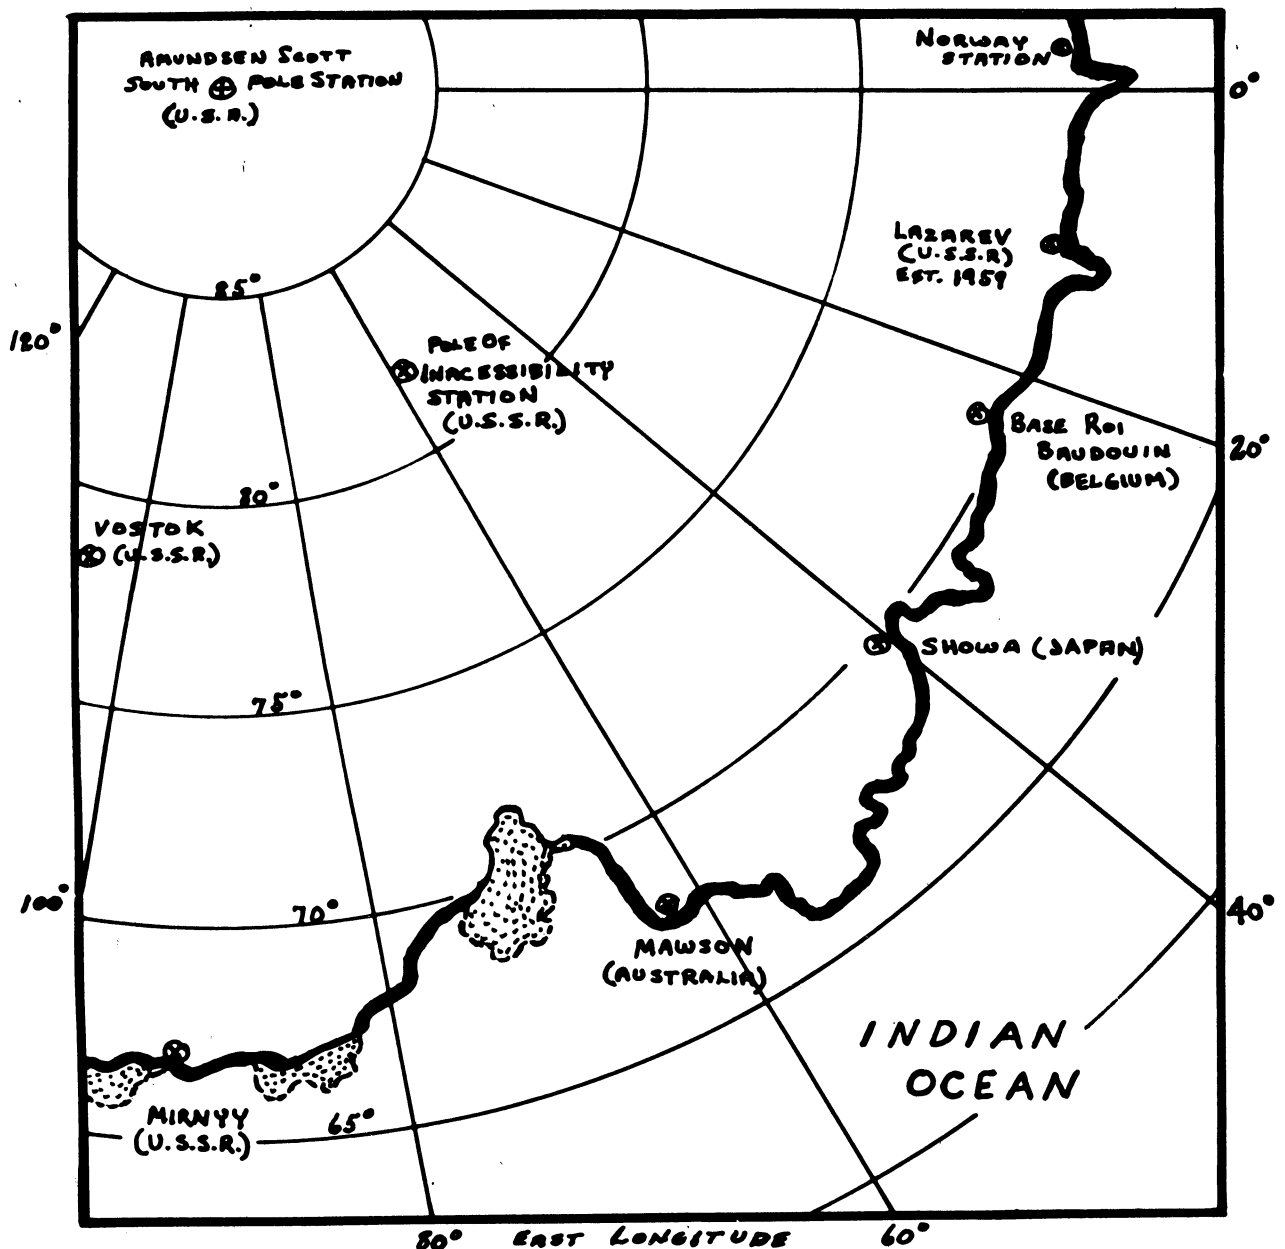 AMUNDSEN SCOTT
SOUTH POLE STATION
(U.S.A.)
NORWAY
STATION
0°
LAZAREV
(U.S.S.R)
EST. 1959
85°
120°
POLE OF
INACESSIBILITY
STATION
(U.S.S.R.)
BASE ROI
BAUDOUIN
(BELGIUM)
20°
80°
VOSTOK
(U.S.S.R.)
SHOWA (JAPAN)
75°
100°
70°
40°
MAWSON
(AUSTRALIA)
INDIAN
OCEAN
MIRNYY
(U.S.S.R.)
65°
80° EAST LONGITUDE 60°